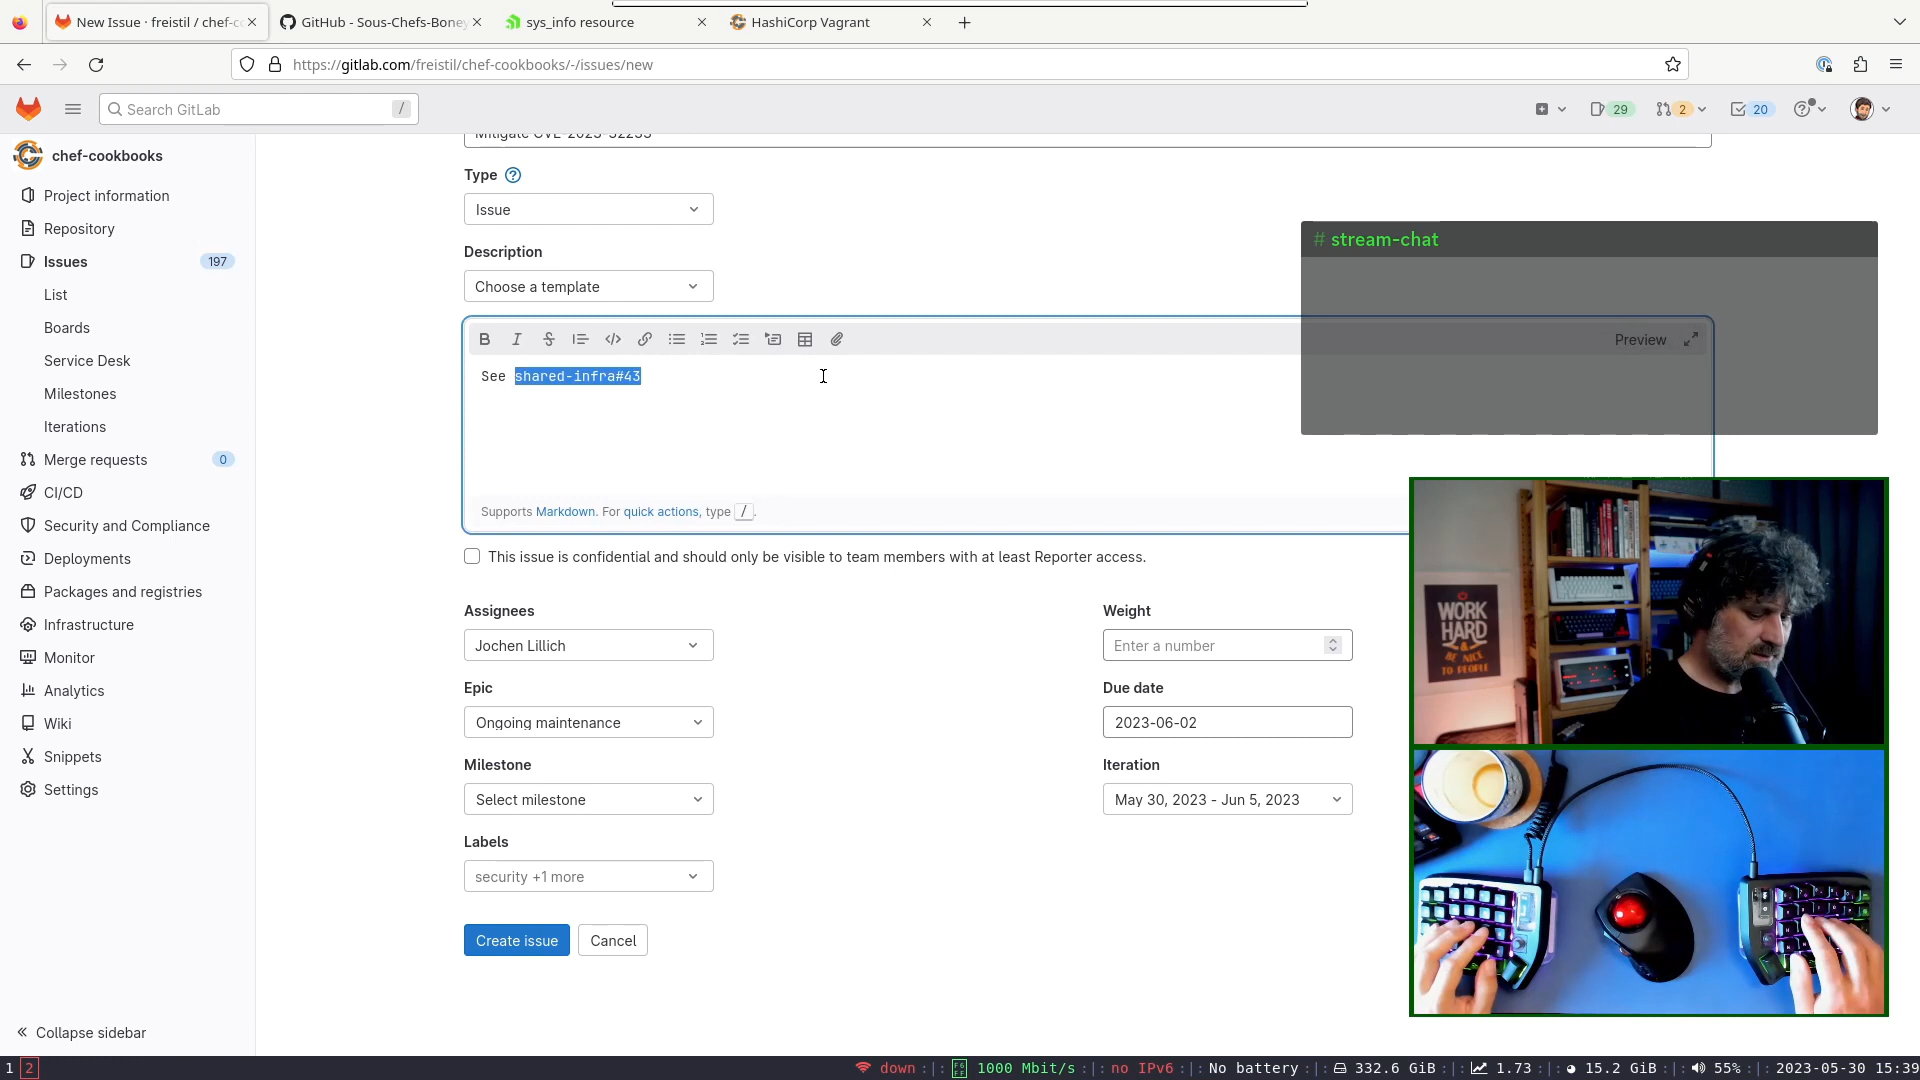 New Issue · freistil / chef-co
GitHub - Sous-Chefs-Boney
sys_info resource
HashiCorp Vagrant
https://gitlab.com/freistil/chef-cookbooks/-/issues/new
Search GitLab
/
29
2
20
chef-cookbooks
Project information
Repository
Issues 197
List
Boards
Service Desk
Milestones
Iterations
Merge requests 0
CI/CD
Security and Compliance
Deployments
Packages and registries
Infrastructure
Monitor
Analytics
Wiki
Snippets
Settings
Collapse sidebar
Type
Issue
Description
Choose a template
Preview
See shared-infra#43
Supports Markdown. For quick actions, type /.
This issue is confidential and should only be visible to team members with at least Reporter access.
Assignees
Jochen Lillich
Epic
Ongoing maintenance
Milestone
Select milestone
Labels
security +1 more
Weight
Enter a number
Due date
2023-06-02
Iteration
May 30, 2023 - Jun 5, 2023
Create issue
Cancel
# stream-chat
WORK
HARD
&
BE NICE
TO PEOPLE
1 2
down :|: 1000 Mbit/s :|: no IPv6 :|: No battery :|: 332.6 GiB :|: 1.73 :|: 15.2 GiB :|: 55% :|: 2023-05-30 15:39